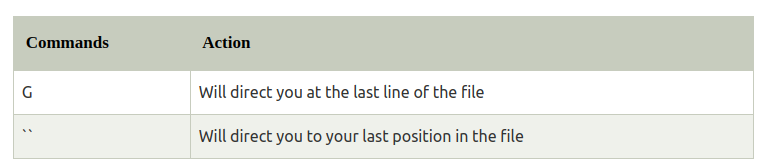 Commands Action
G Will direct you at the last line of the file
`` Will direct you to your last position in the file